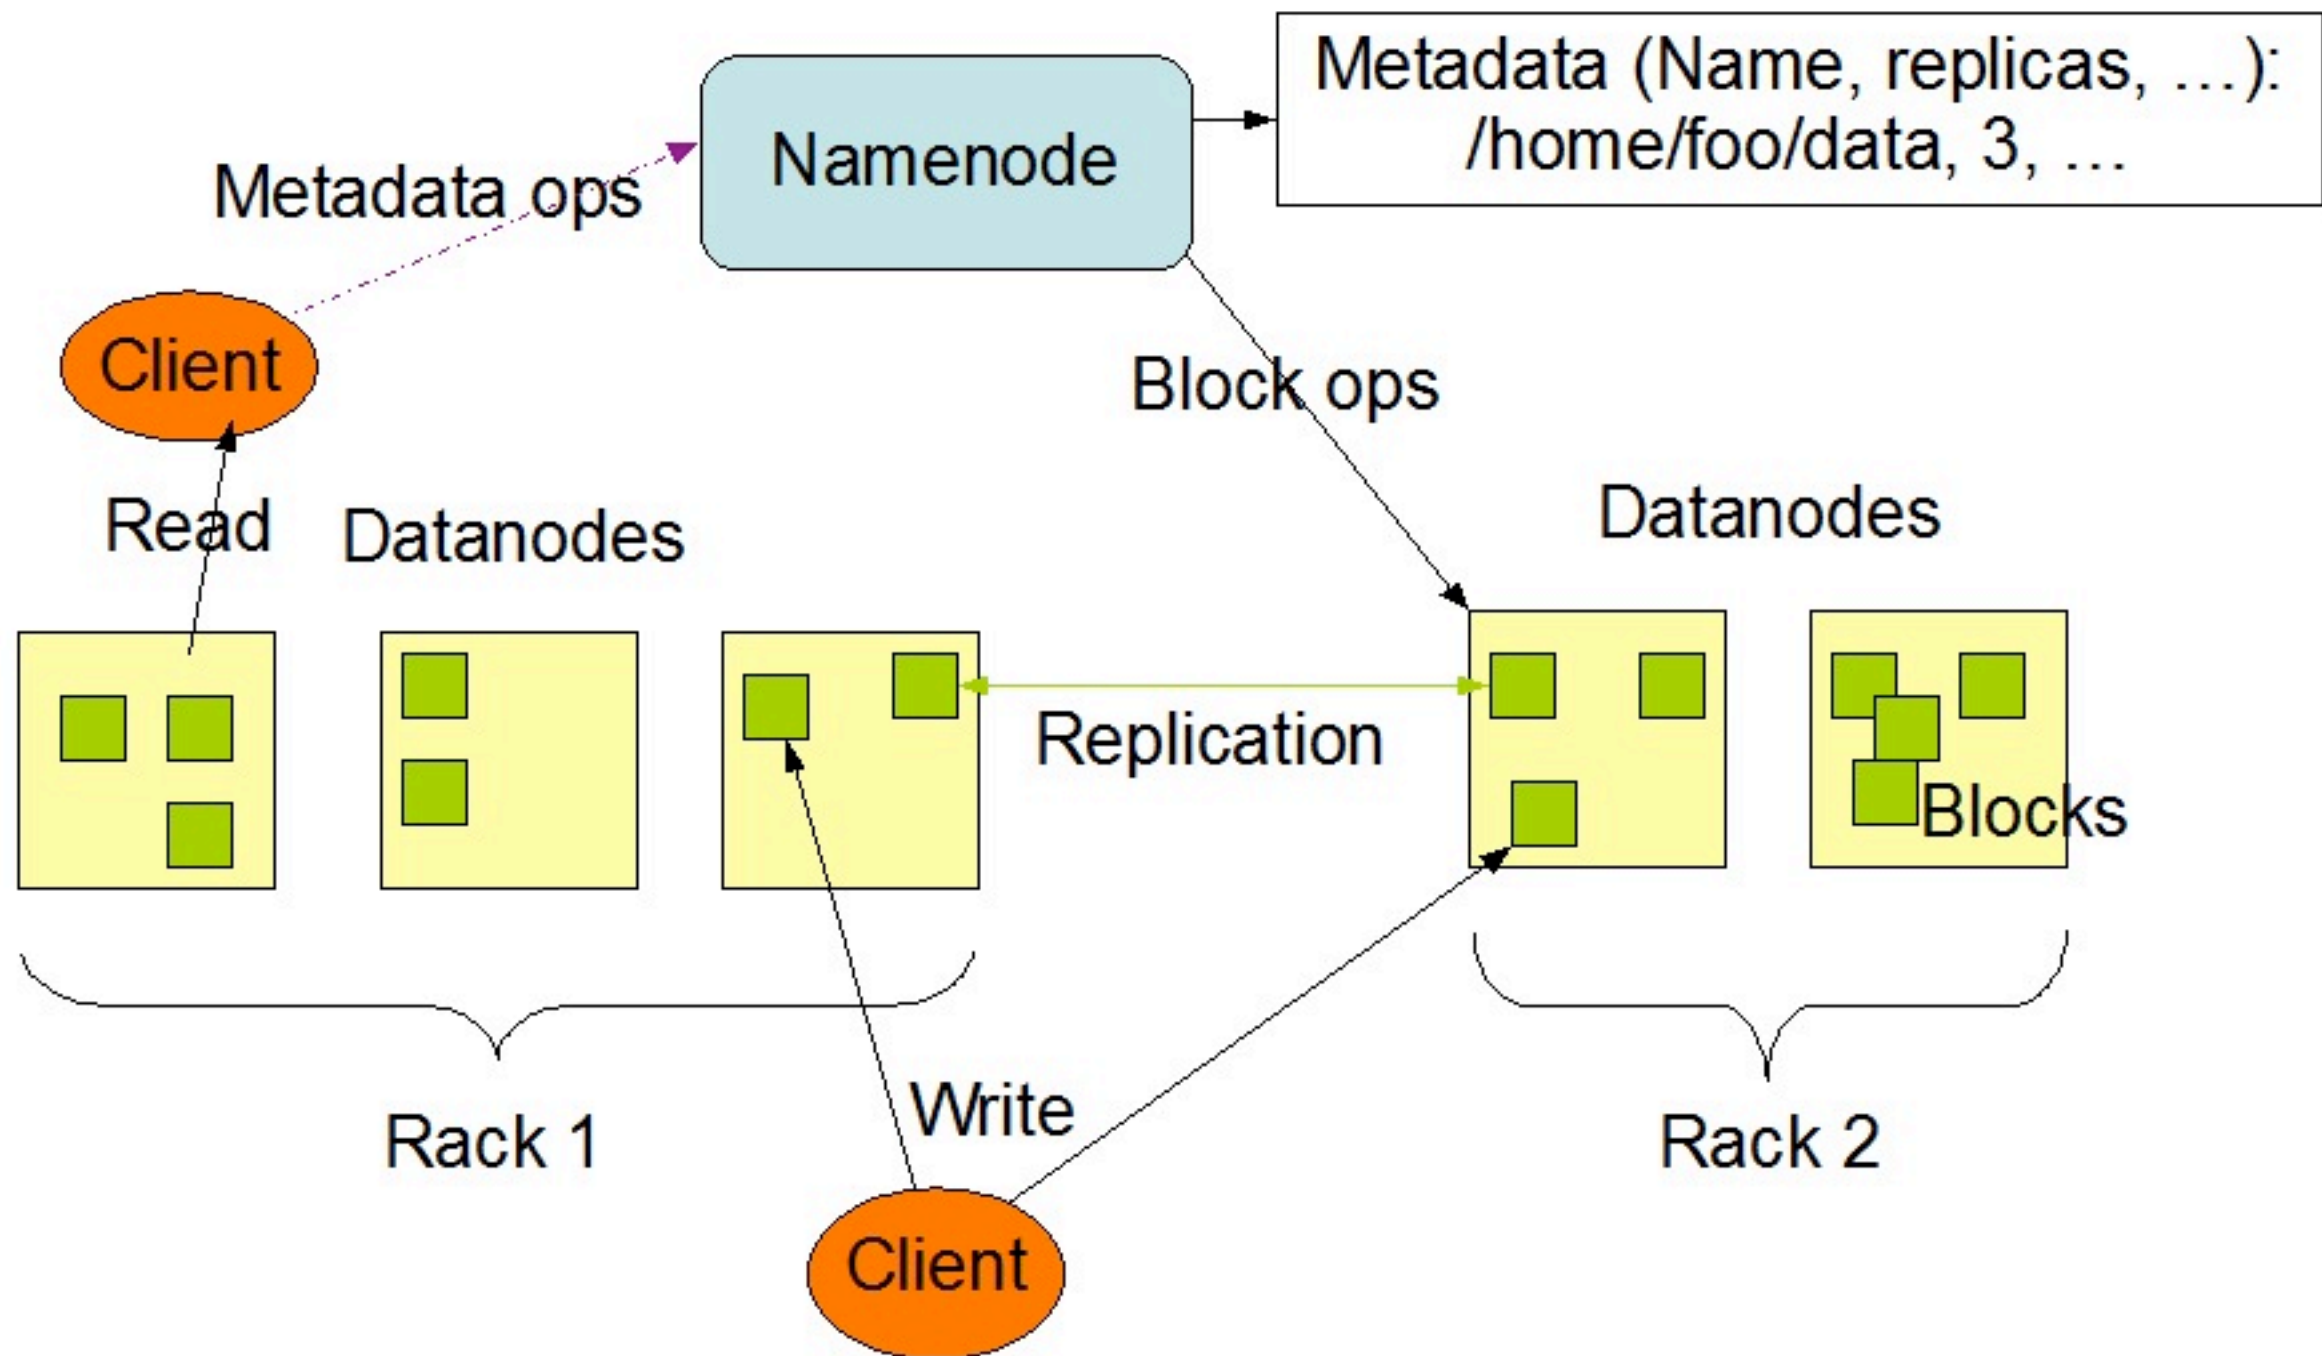 Metadata (Name, replicas, …):
/home/foo/data, 3, …
Namenode
Metadata ops
Client
Block ops
Read
Datanodes
Datanodes
Replication
Blocks
Rack 1
Write
Rack 2
Client